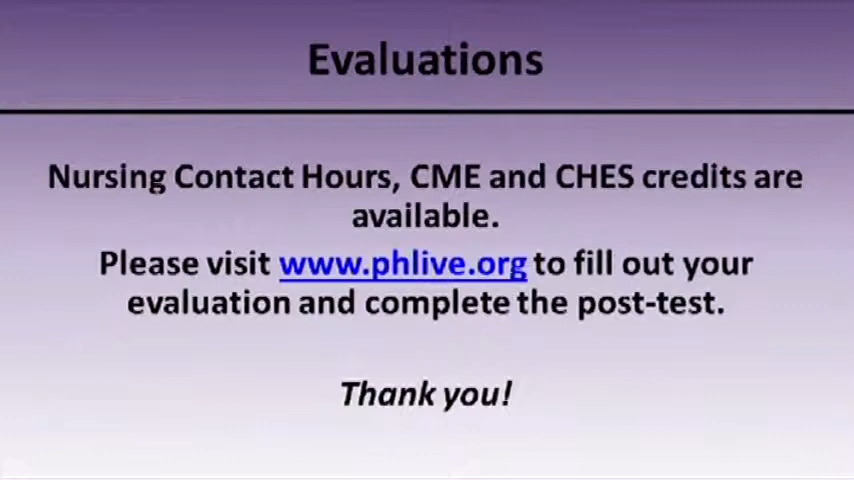 Evaluations
Nursing Contact Hours, CME and CHES credits are
available.
Please visit www.phlive.org to fill out your
evaluation and complete the post-test.
Thank you!